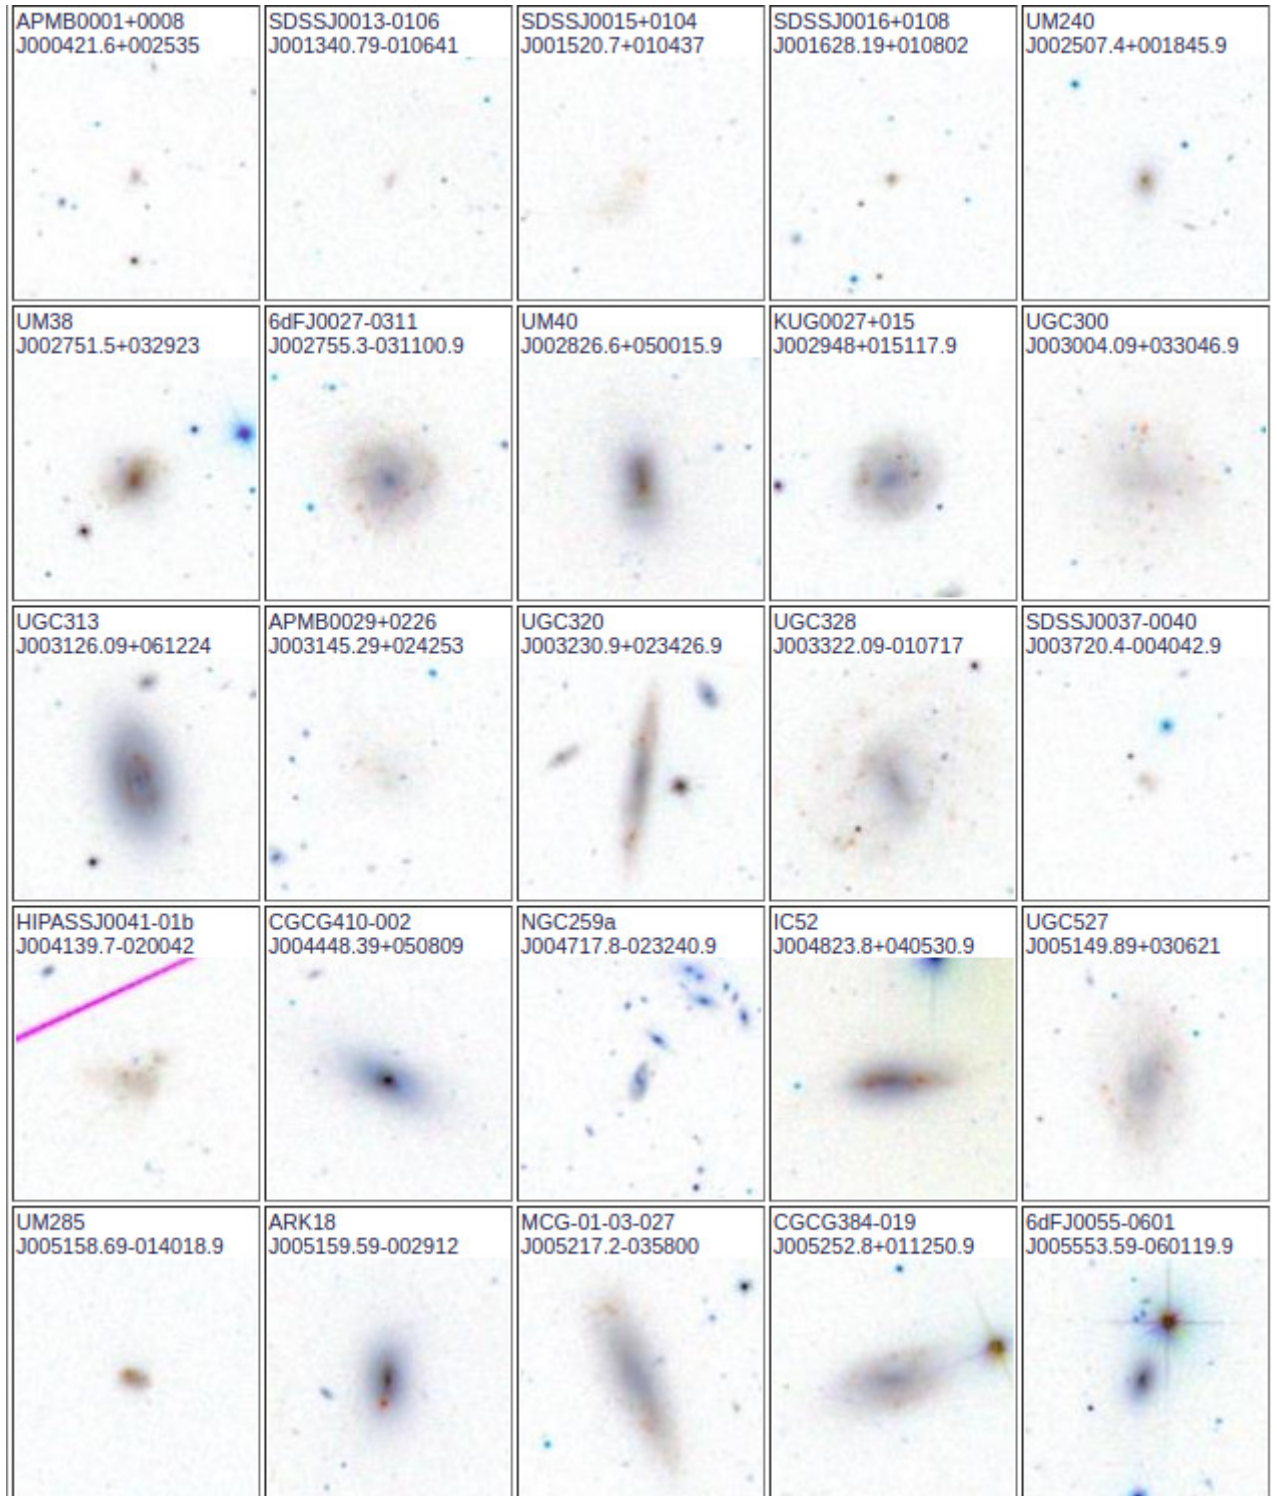 APMB0001+0008
J000421.6+002535
SDSSJ0013-0106
J001340.79-010641
SDSSJ0015+0104
J001520.7+010437
SDSSJ0016+0108
J001628.19+010802
UM240
J002507.4+001845.9
UM38
J002751.5+032923
6dFJ0027-0311
J002755.3-031100.9
UM40
J002826.6+050015.9
KUG0027+015
J002948+015117.9
UGC300
J003004.09+033046.9
UGC313
J003126.09+061224
APMB0029+0226
J003145.29+024253
UGC320
J003230.9+023426.9
UGC328
J003322.09-010717
SDSSJ0037-0040
J003720.4-004042.9
HIPASSJ0041-01b
J004139.7-020042
CGCG410-002
J004448.39+050809
NGC259a
J004717.8-023240.9
IC52
J004823.8+040530.9
UGC527
J005149.89+030621
UM285
J005158.69-014018.9
ARK18
J005159.59-002912
MCG-01-03-027
J005217.2-035800
CGCG384-019
J005252.8+011250.9
6dFJ0055-0601
J005553.59-060119.9